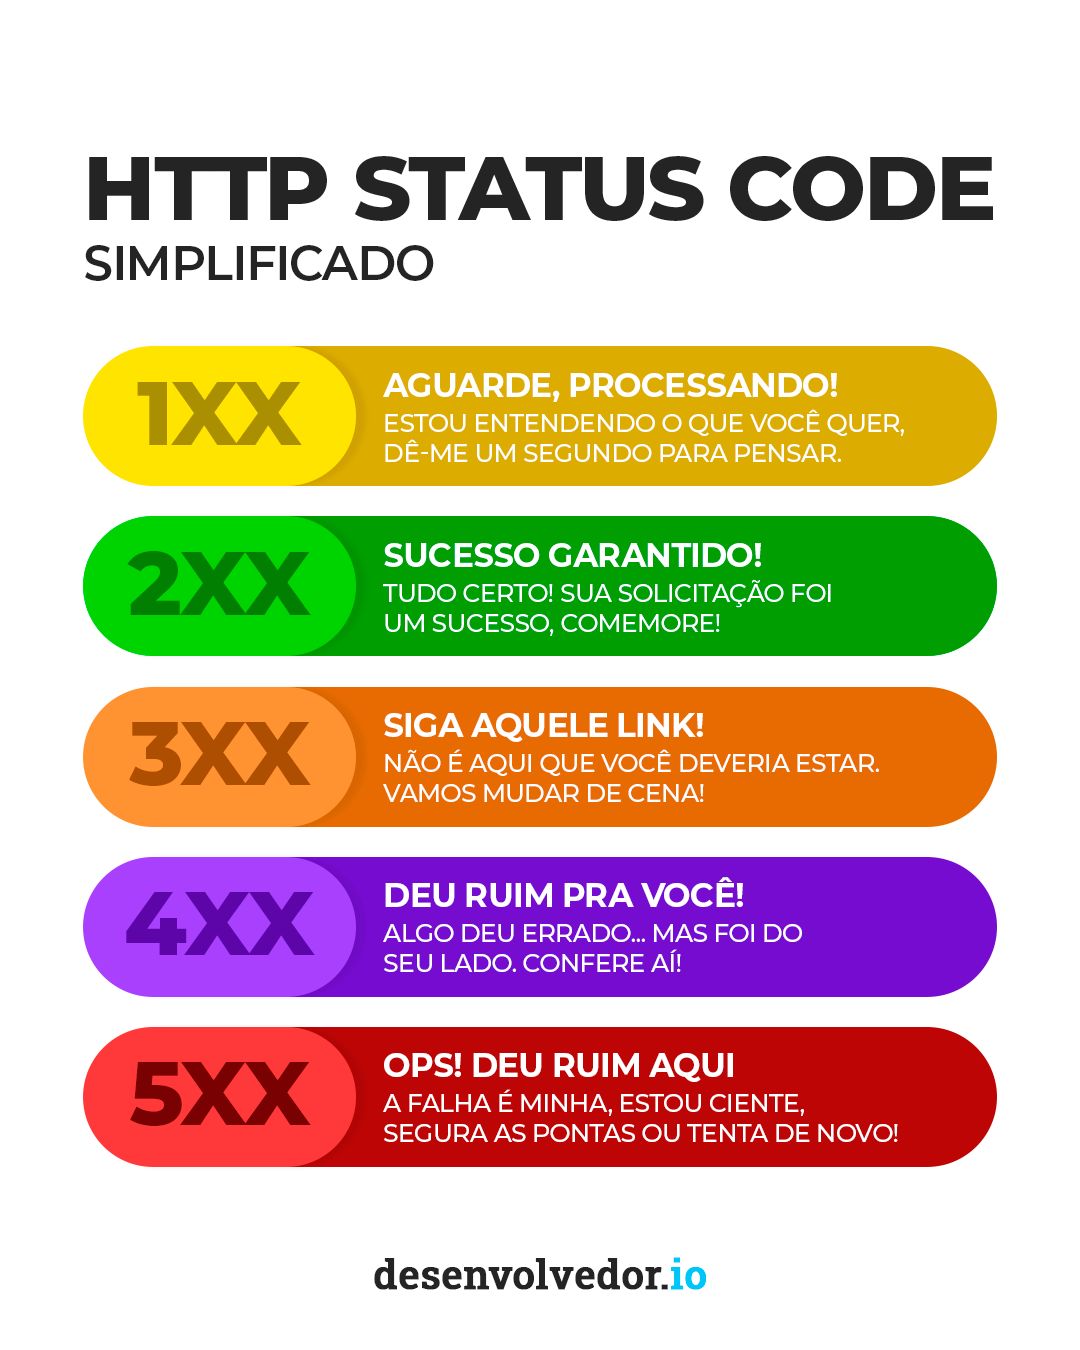 HTTP STATUS CODE
SIMPLIFICADO
1XX
AGUARDE, PROCESSANDO!
ESTOU ENTENDENDO O QUE VOCÊ QUER,
DÊ-ME UM SEGUNDO PARA PENSAR.
2XX
SUCESSO GARANTIDO!
TUDO CERTO! SUA SOLICITAÇÃO FOI
UM SUCESSO, COMEMORE!
3XX
SIGA AQUELE LINK!
NÃO É AQUI QUE VOCÊ DEVERIA ESTAR.
VAMOS MUDAR DE CENA!
4XX
DEU RUIM PRA VOCÊ!
ALGO DEU ERRADO... MAS FOI DO
SEU LADO. CONFERE AÍ!
5XX
OPS! DEU RUIM AQUI
A FALHA É MINHA, ESTOU CIENTE,
SEGURA AS PONTAS OU TENTA DE NOVO!
desenvolvedor.io